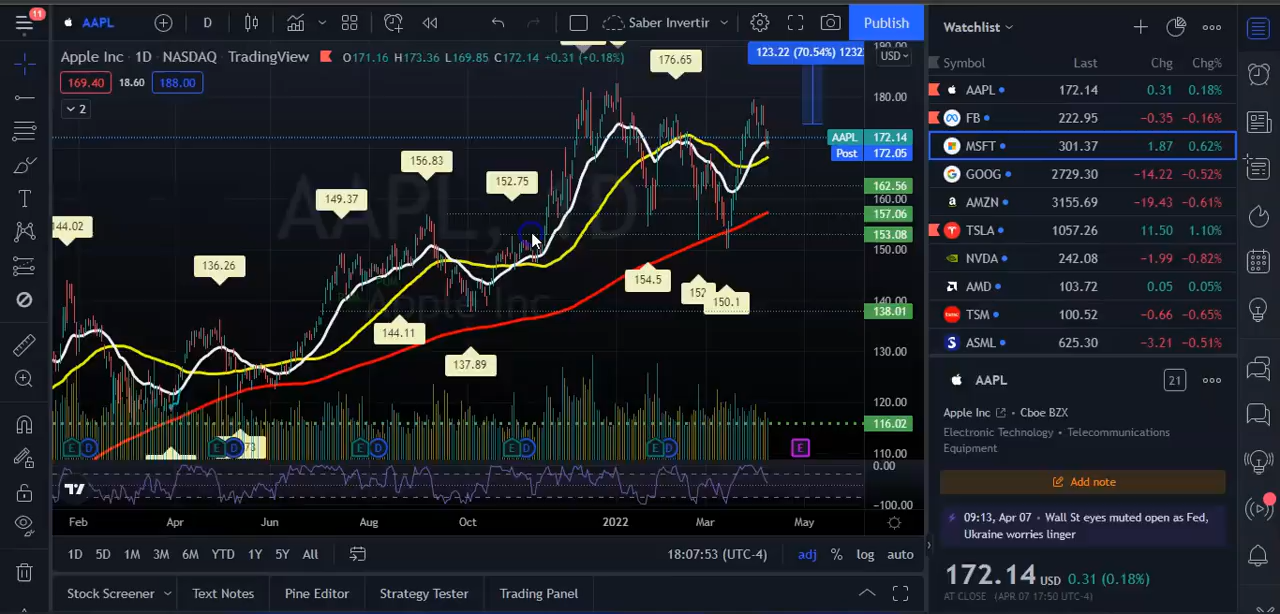 11
AAPL
D
Saber Invertir
Publish
Apple Inc · 1D · NASDAQ · TradingView
O171.16 H173.36 L169.85 C172.14 +0.31 (+0.18%)
169.40 18.60 188.00
2
123.22 (70.54%) 1232
USD
190.00
180.00
AAPL 172.14
Post 172.05
162.56
160.00
157.06
153.08
150.00
140.00
138.01
130.00
120.00
116.02
110.00
0.00
-100.00
176.65
156.83
152.75
149.37
144.02
136.26
154.5
152
150.1
144.11
137.89
73
AAPL, 1D
Apple Inc
E D E D E D E D E D E
Feb Apr Jun Aug Oct 2022 Mar May
1D 5D 1M 3M 6M YTD 1Y 5Y All
18:07:53 (UTC-4) adj % log auto
Stock Screener Text Notes Pine Editor Strategy Tester Trading Panel
Watchlist
Symbol Last Chg Chg%
AAPL 172.14 0.31 0.18%
FB 222.95 −0.35 −0.16%
MSFT 301.37 1.87 0.62%
GOOG 2729.30 −14.22 −0.52%
AMZN 3155.69 −19.43 −0.61%
TSLA 1057.26 11.50 1.10%
NVDA 242.08 −1.99 −0.82%
AMD 103.72 0.05 0.05%
TSM 100.52 −0.66 −0.65%
ASML 625.30 −3.21 −0.51%
AAPL
21
Apple Inc · Cboe BZX
Electronic Technology · Telecommunications
Equipment
Add note
09:13, Apr 07 · Wall St eyes muted open as Fed,
Ukraine worries linger
172.14 USD 0.31 (0.18%)
AT CLOSE (APR 07 17:50 UTC-4)